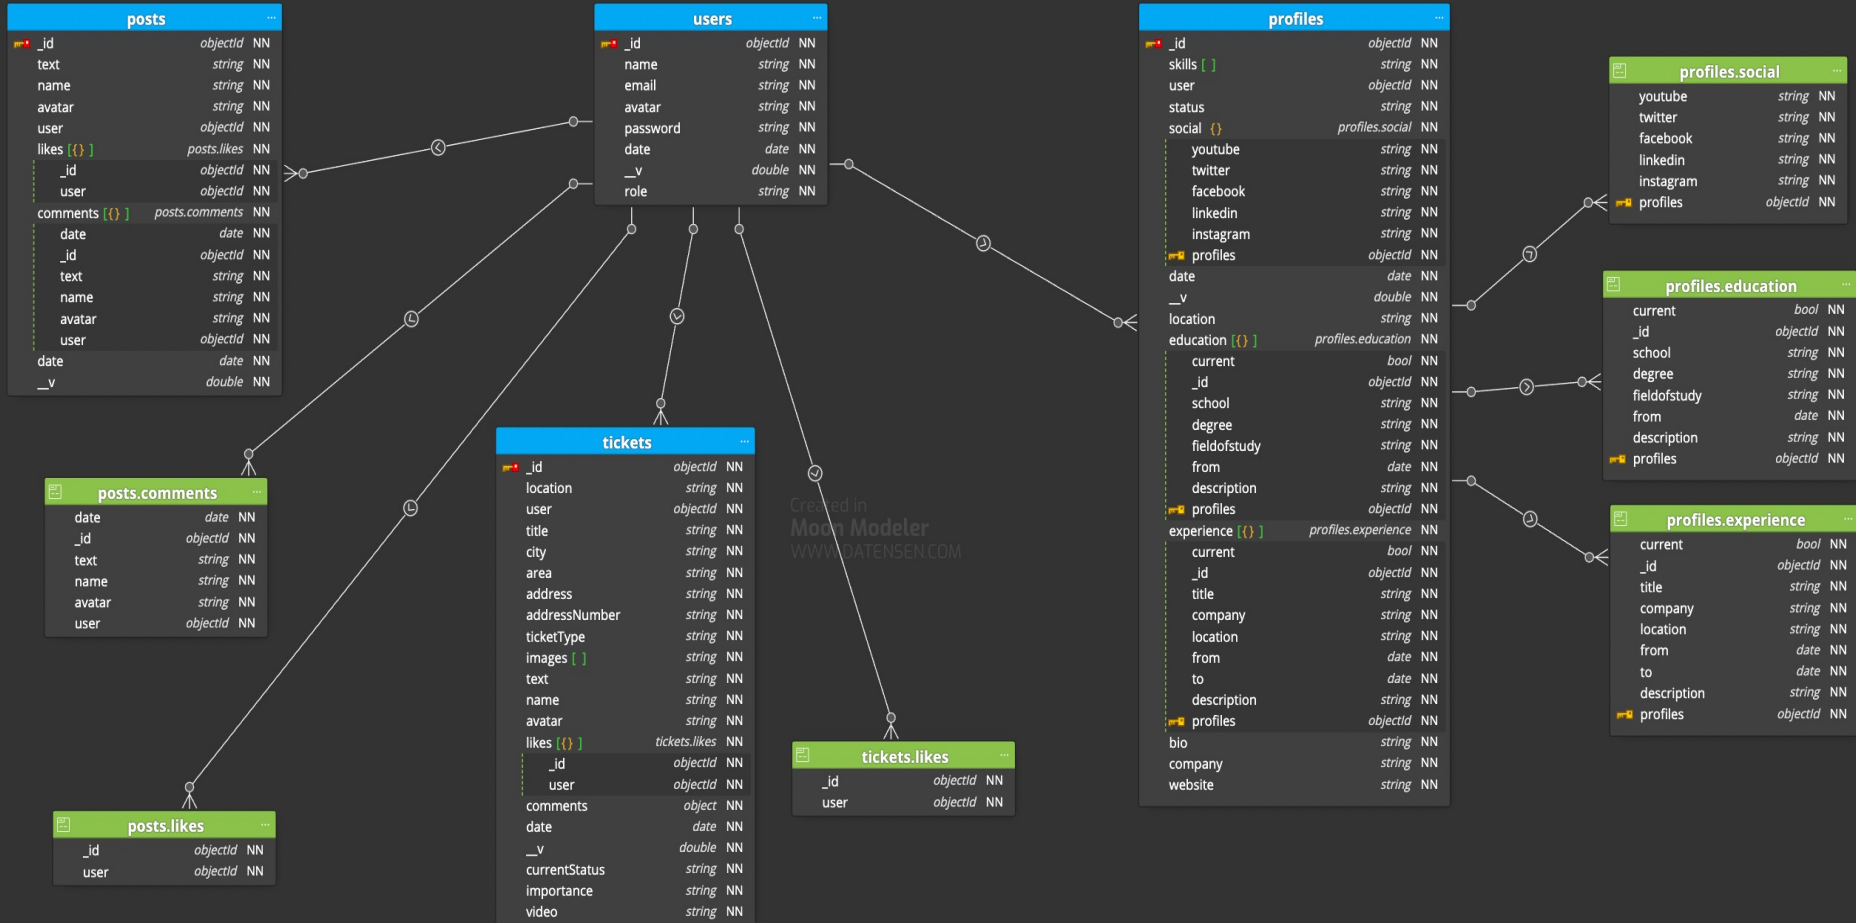 posts ...
_id objectId NN
text string NN
name string NN
avatar string NN
user objectId NN
likes [{} ] posts.likes NN
_id objectId NN
user objectId NN
comments [{} ] posts.comments NN
date date NN
_id objectId NN
text string NN
name string NN
avatar string NN
user objectId NN
date date NN
__v double NN
users ...
_id objectId NN
name string NN
email string NN
avatar string NN
password string NN
date date NN
__v double NN
role string NN
profiles ...
_id objectId NN
skills [ ] string NN
user objectId NN
status string NN
social {} profiles.social NN
youtube string NN
twitter string NN
facebook string NN
linkedin string NN
instagram string NN
profiles objectId NN
date date NN
__v double NN
location string NN
education [{} ] profiles.education NN
current bool NN
_id objectId NN
school string NN
degree string NN
fieldofstudy string NN
from date NN
description string NN
profiles objectId NN
experience [{} ] profiles.experience NN
current bool NN
_id objectId NN
title string NN
company string NN
location string NN
from date NN
to date NN
description string NN
profiles objectId NN
bio string NN
company string NN
website string NN
profiles.social ...
youtube string NN
twitter string NN
facebook string NN
linkedin string NN
instagram string NN
profiles objectId NN
profiles.education ...
current bool NN
_id objectId NN
school string NN
degree string NN
fieldofstudy string NN
from date NN
description string NN
profiles objectId NN
profiles.experience ...
current bool NN
_id objectId NN
title string NN
company string NN
location string NN
from date NN
to date NN
description string NN
profiles objectId NN
posts.comments ...
date date NN
_id objectId NN
text string NN
name string NN
avatar string NN
user objectId NN
posts.likes ...
_id objectId NN
user objectId NN
tickets ...
_id objectId NN
location string NN
user objectId NN
title string NN
city string NN
area string NN
address string NN
addressNumber string NN
ticketType string NN
images [ ] string NN
text string NN
name string NN
avatar string NN
likes [{} ] tickets.likes NN
_id objectId NN
user objectId NN
comments object NN
date date NN
__v double NN
currentStatus string NN
importance string NN
video string NN
Created in
Moon Modeler
WWW.DATENSEN.COM
tickets.likes ...
_id objectId NN
user objectId NN